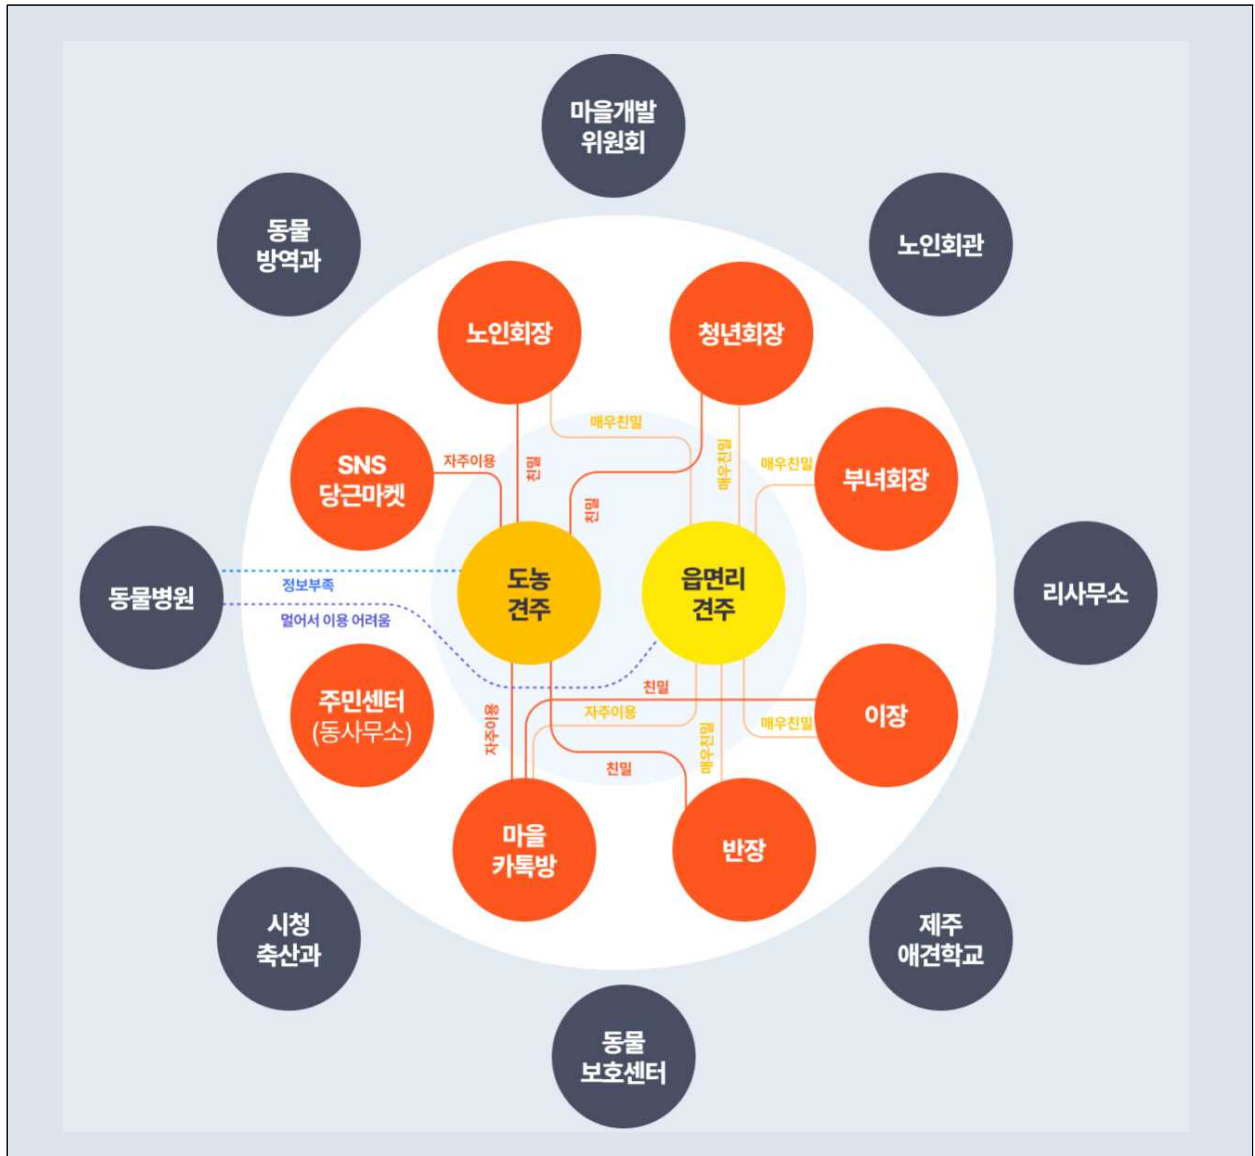 마을개발
위원회
동물
방역과
노인회관
노인회장
청년회장
매우친밀
SNS
당근마켓
자주이용
친밀
친밀
매우친밀
매우친밀
부녀회장
동물병원
정보부족
멀어서 이용 어려움
도농
견주
읍면리
견주
리사무소
주민센터
(동사무소)
자주이용
친밀
자주이용
친밀
매우친밀
매우친밀
이장
마을
카톡방
반장
시청
축산과
제주
애견학교
동물
보호센터